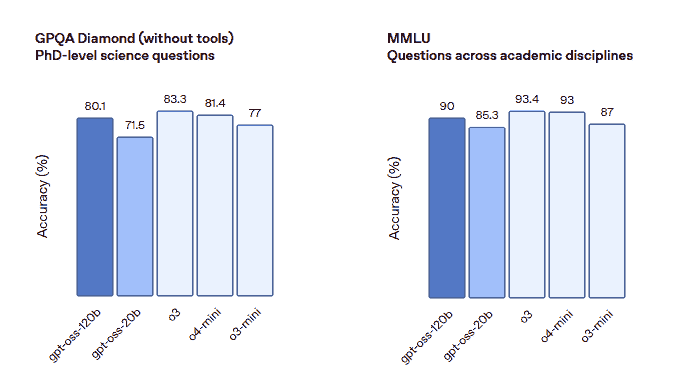 GPQA Diamond (without tools)
PhD-level science questions
Accuracy (%)
80.1
71.5
83.3
81.4
77
gpt-oss-120b
gpt-oss-20b
o3
o4-mini
o3-mini
MMLU
Questions across academic disciplines
Accuracy (%)
90
85.3
93.4
93
87
gpt-oss-120b
gpt-oss-20b
o3
o4-mini
o3-mini